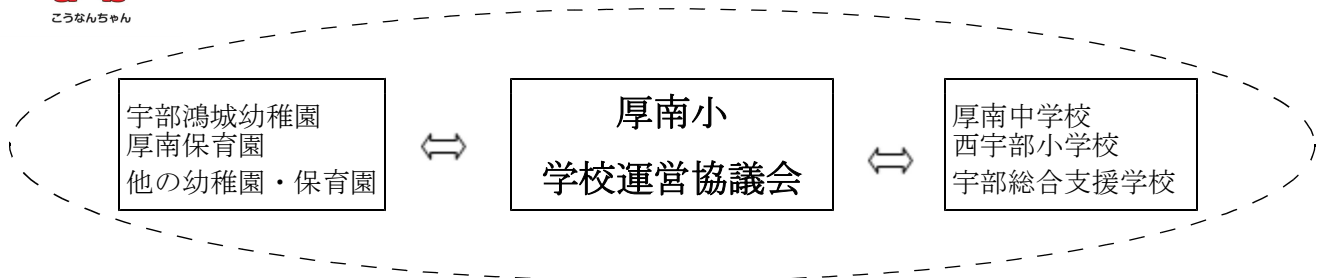 こうなんちゃん
宇部鴻城幼稚園
厚南保育園
他の幼稚園・保育園
厚南小
学校運営協議会
厚南中学校
西宇部小学校
宇部総合支援学校